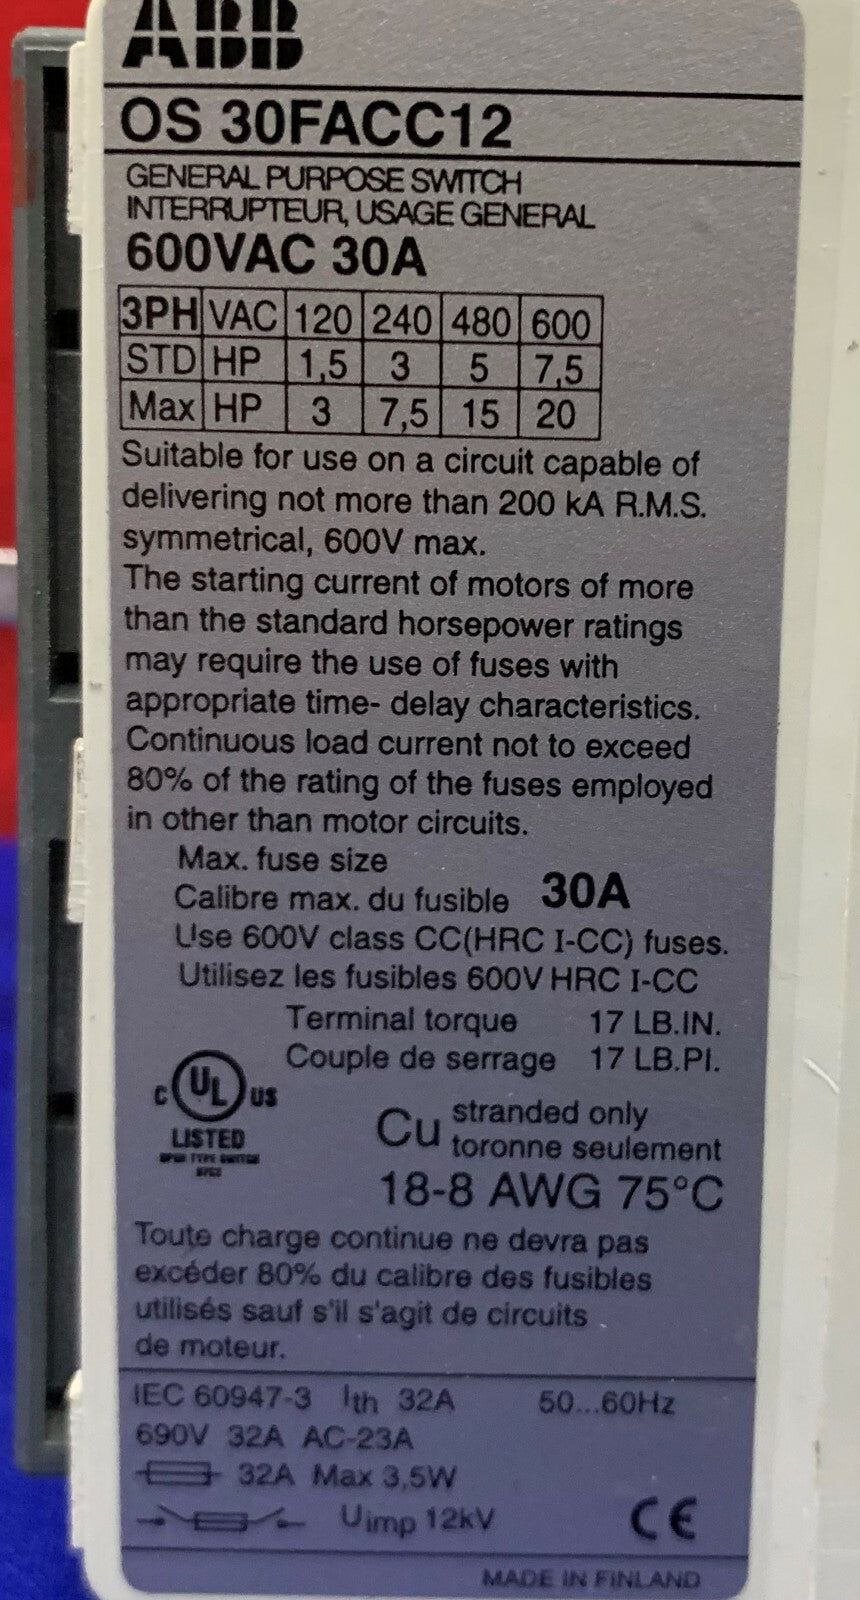 ABB
OS 30FACC12
GENERAL PURPOSE SWITCH
INTERRUPTEUR, USAGE GENERAL
600VAC 30A
3PH VAC 120 240 480 600
STD HP 1,5 3 5 7,5
Max HP 3 7,5 15 20
Suitable for use on a circuit capable of
delivering not more than 200 kA R.M.S.
symmetrical, 600V max.
The starting current of motors of more
than the standard horsepower ratings
may require the use of fuses with
appropriate time- delay characteristics.
Continuous load current not to exceed
80% of the rating of the fuses employed
in other than motor circuits.
Max. fuse size
Calibre max. du fusible 30A
Use 600V class CC(HRC I-CC) fuses.
Utilisez les fusibles 600V HRC I-CC
Terminal torque 17 LB.IN.
Couple de serrage 17 LB.PI.
C UL US
LISTED
Cu stranded only
toronne seulement
18-8 AWG 75°C
Toute charge continue ne devra pas
excéder 80% du calibre des fusibles
utilisés sauf s'il s'agit de circuits
de moteur.
IEC 60947-3 Ith 32A 50...60Hz
690V 32A AC-23A
32A Max 3,5W
Uimp 12kV CE
MADE IN FINLAND